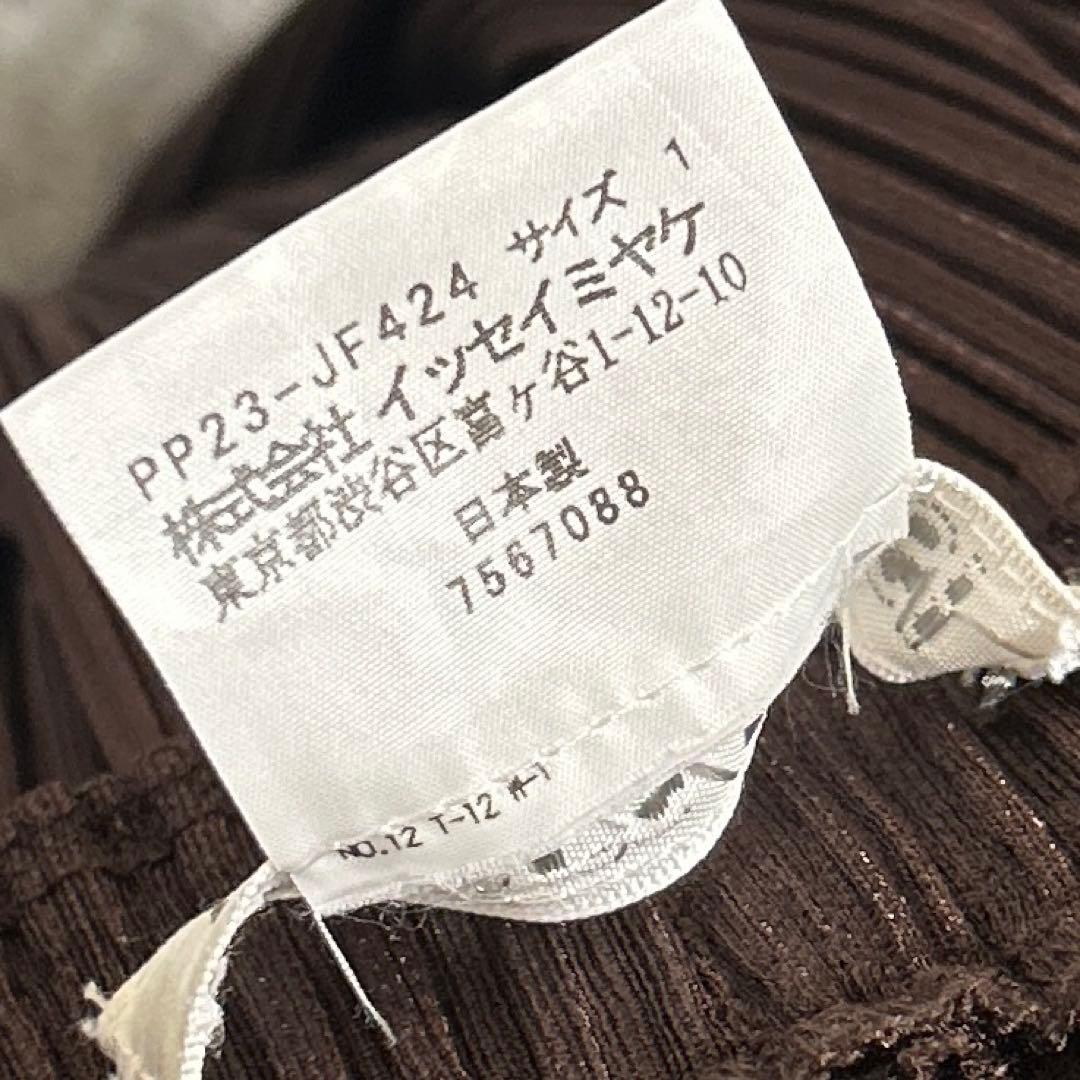 PP23-JF424 サイズ 1
株式会社 イッセイミヤケ
東京都渋谷区富ヶ谷1-12-10
日本製
7567088
NO.12 T-12